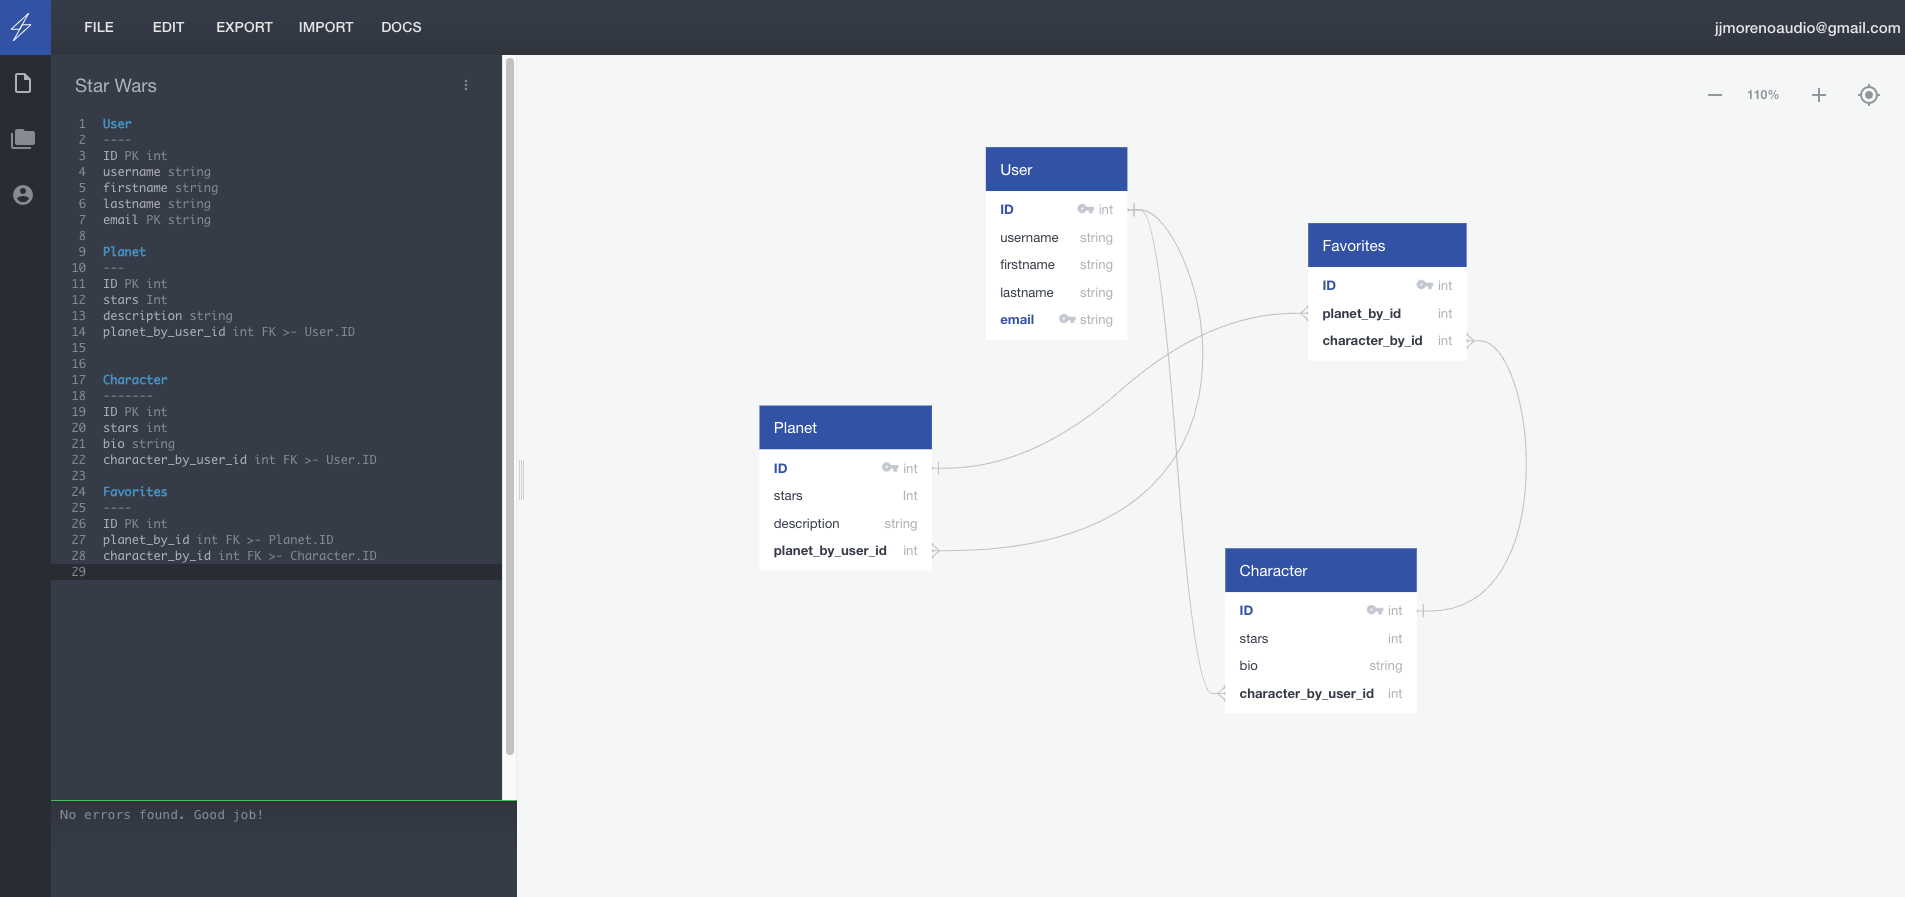 FILE EDIT EXPORT IMPORT DOCS jjmorenoaudio@gmail.com
Star Wars
1 User
2 ----
3 ID PK int
4 username string
5 firstname string
6 lastname string
7 email PK string
8
9 Planet
10 ---
11 ID PK int
12 stars Int
13 description string
14 planet_by_user_id int FK >- User.ID
15
16
17 Character
18 -------
19 ID PK int
20 stars int
21 bio string
22 character_by_user_id int FK >- User.ID
23
24 Favorites
25 ----
26 ID PK int
27 planet_by_id int FK >- Planet.ID
28 character_by_id int FK >- Character.ID
29
No errors found. Good job!
110%
User
ID int
username string
firstname string
lastname string
email string
Favorites
ID int
planet_by_id int
character_by_id int
Planet
ID int
stars Int
description string
planet_by_user_id int
Character
ID int
stars int
bio string
character_by_user_id int